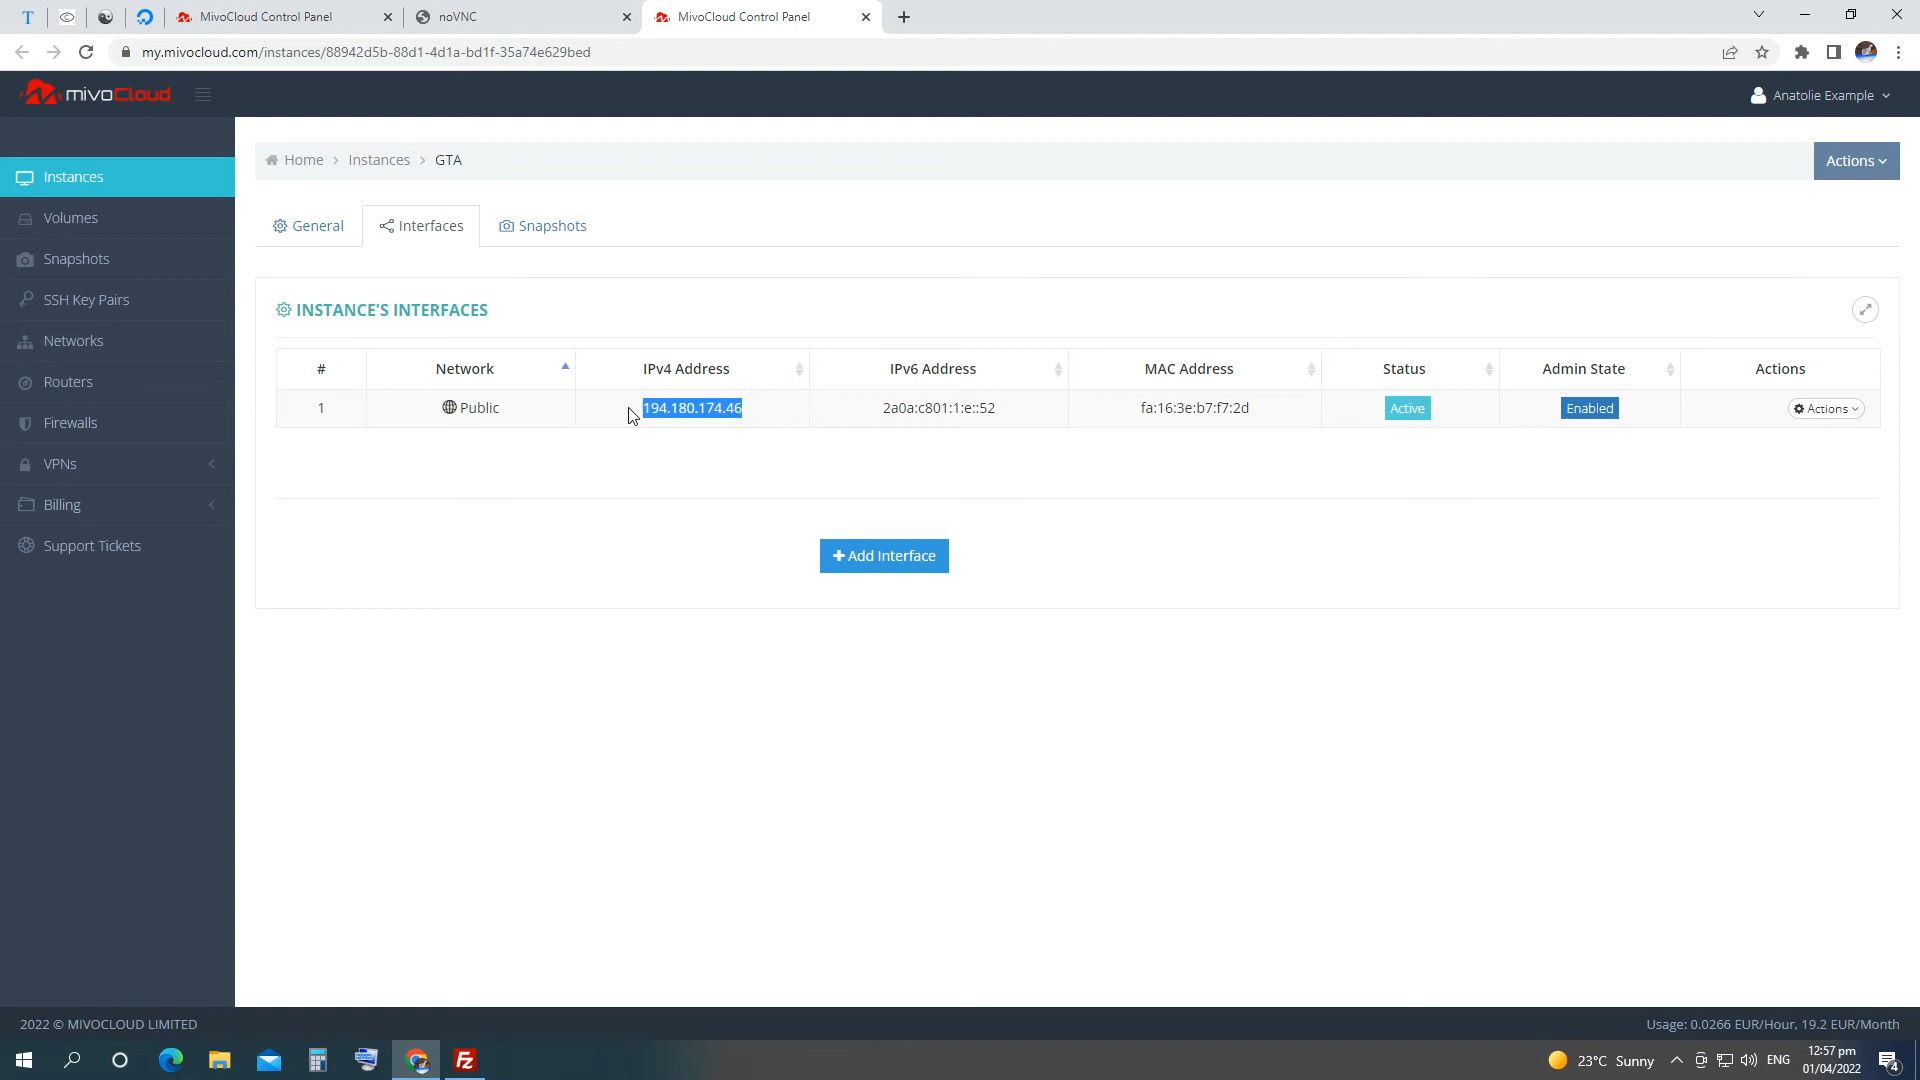 MivoCloud Control Panel
noVNC
MivoCloud Control Panel
my.mivocloud.com/instances/88942d5b-88d1-4d1a-bd1f-35a74e629bed
mivoCloud
Anatolie Example
Instances
Volumes
Snapshots
SSH Key Pairs
Networks
Routers
Firewalls
VPNs
Billing
Support Tickets
Home > Instances > GTA
Actions
General
Interfaces
Snapshots
INSTANCE'S INTERFACES
# Network IPv4 Address IPv6 Address MAC Address Status Admin State Actions
1 Public 194.180.174.46 2a0a:c801:1:e::52 fa:16:3e:b7:f7:2d Active Enabled Actions
+ Add Interface
2022 © MIVOCLOUD LIMITED
Usage: 0.0266 EUR/Hour, 19.2 EUR/Month
23°C Sunny
ENG
12:57 pm
01/04/2022
4